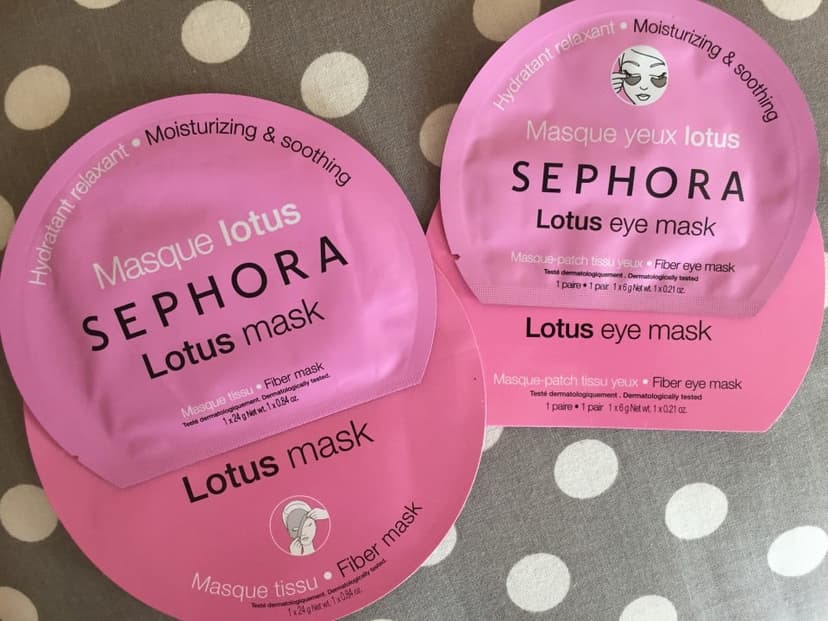 Hydratant relaxant • Moisturizing & soothing
Masque lotus
SEPHORA
Lotus mask
Masque tissu • Fiber mask
Testé dermatologiquement. Dermatologically tested.
1 x 24 g Net wt. 1 x 0.84 oz.
Lotus mask
Masque tissu • Fiber mask
Testé dermatologiquement. Dermatologically tested.
1 x 24 g Net wt. 1 x 0.84 oz.
Hydratant relaxant • Moisturizing & soothing
Masque yeux lotus
SEPHORA
Lotus eye mask
Masque-patch tissu yeux • Fiber eye mask
Testé dermatologiquement . Dermatologically tested
1 paire • 1 pair 1 x 6 g Net wt. 1 x 0.21 oz.
Lotus eye mask
Masque-patch tissu yeux • Fiber eye mask
Testé dermatologiquement . Dermatologically tested
1 paire • 1 pair 1 x 6 g Net wt. 1 x 0.21 oz.